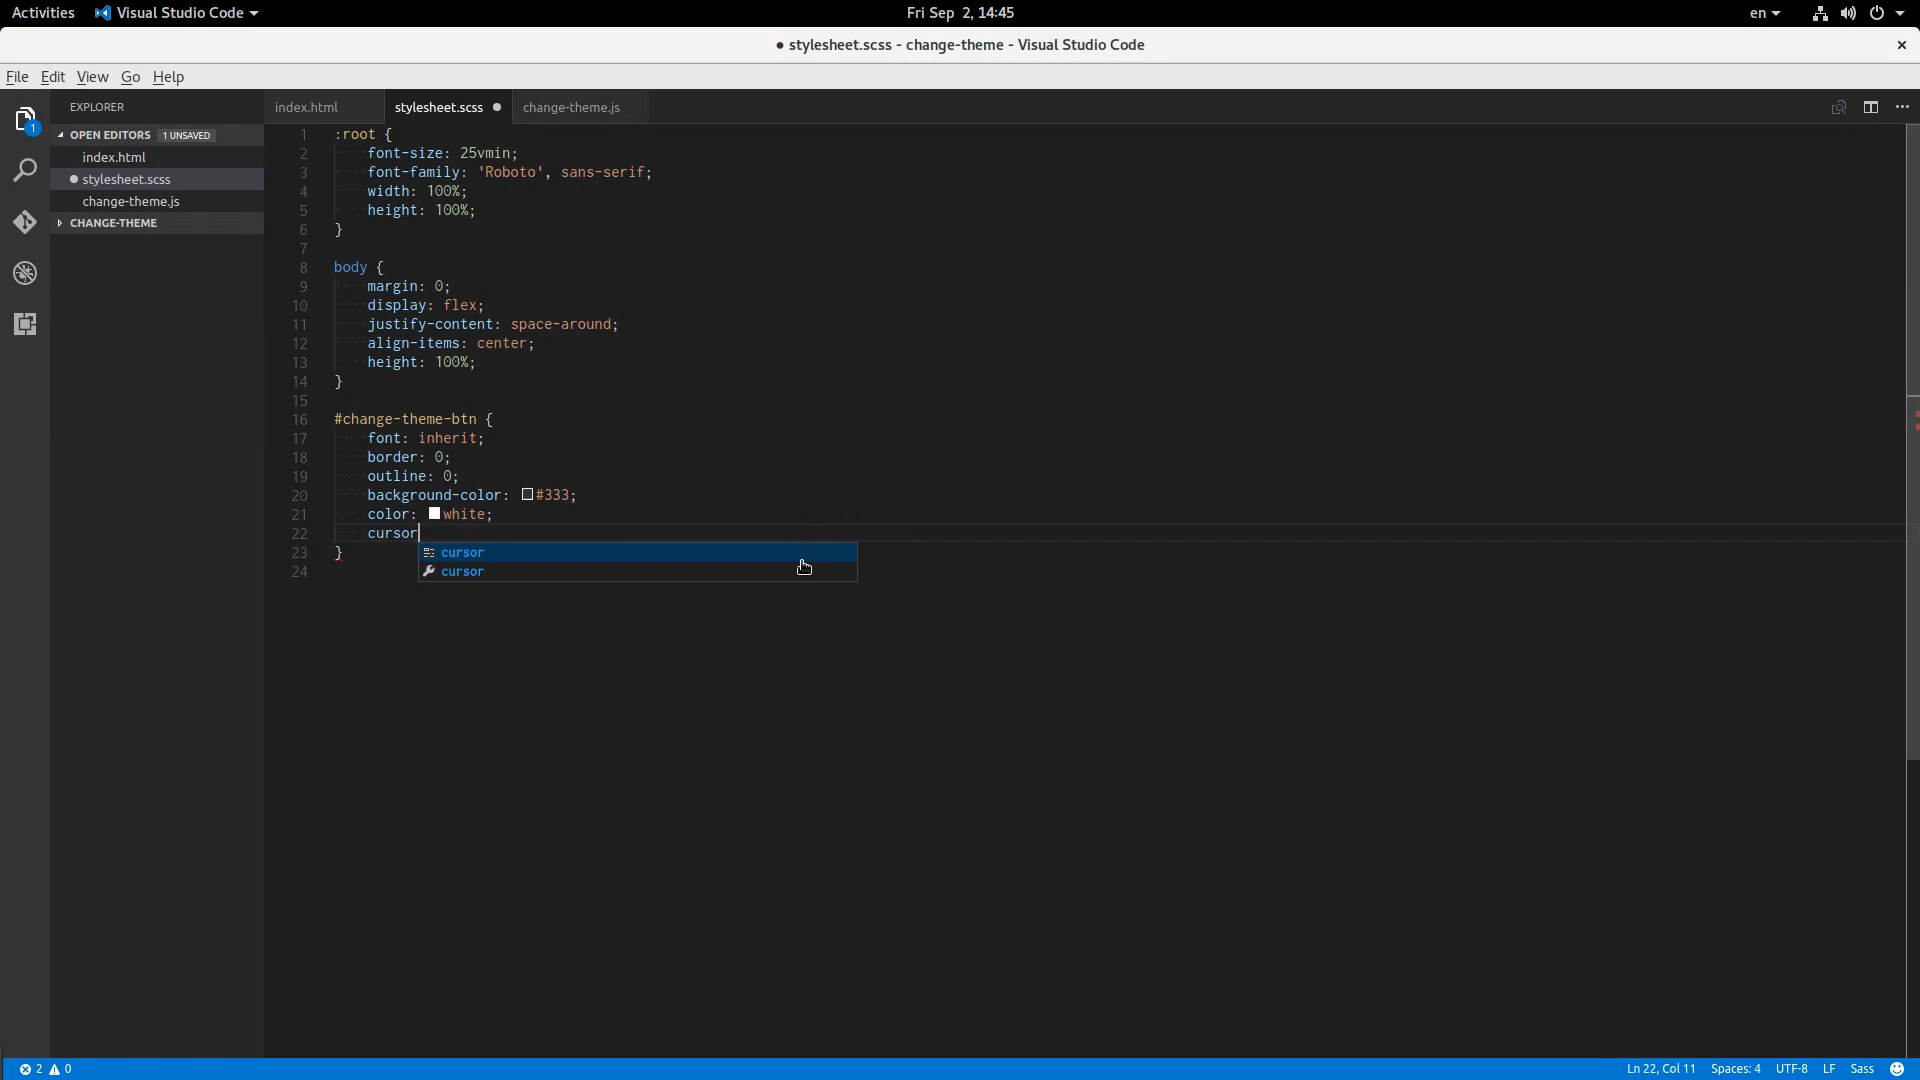 Activities Visual Studio Code Fri Sep 2, 14:45 en
● stylesheet.scss - change-theme - Visual Studio Code ×
File Edit View Go Help
EXPLORER index.html stylesheet.scss change-theme.js
OPEN EDITORS 1 UNSAVED
index.html
stylesheet.scss
change-theme.js
CHANGE-THEME
1
1 :root {
2 font-size: 25vmin;
3 font-family: 'Roboto', sans-serif;
4 width: 100%;
5 height: 100%;
6 }
7
8 body {
9 margin: 0;
10 display: flex;
11 justify-content: space-around;
12 align-items: center;
13 height: 100%;
14 }
15
16 #change-theme-btn {
17 font: inherit;
18 border: 0;
19 outline: 0;
20 background-color: #333;
21 color: white;
22 cursor
23 }
24
cursor
cursor
2 0 Ln 22, Col 11 Spaces: 4 UTF-8 LF Sass